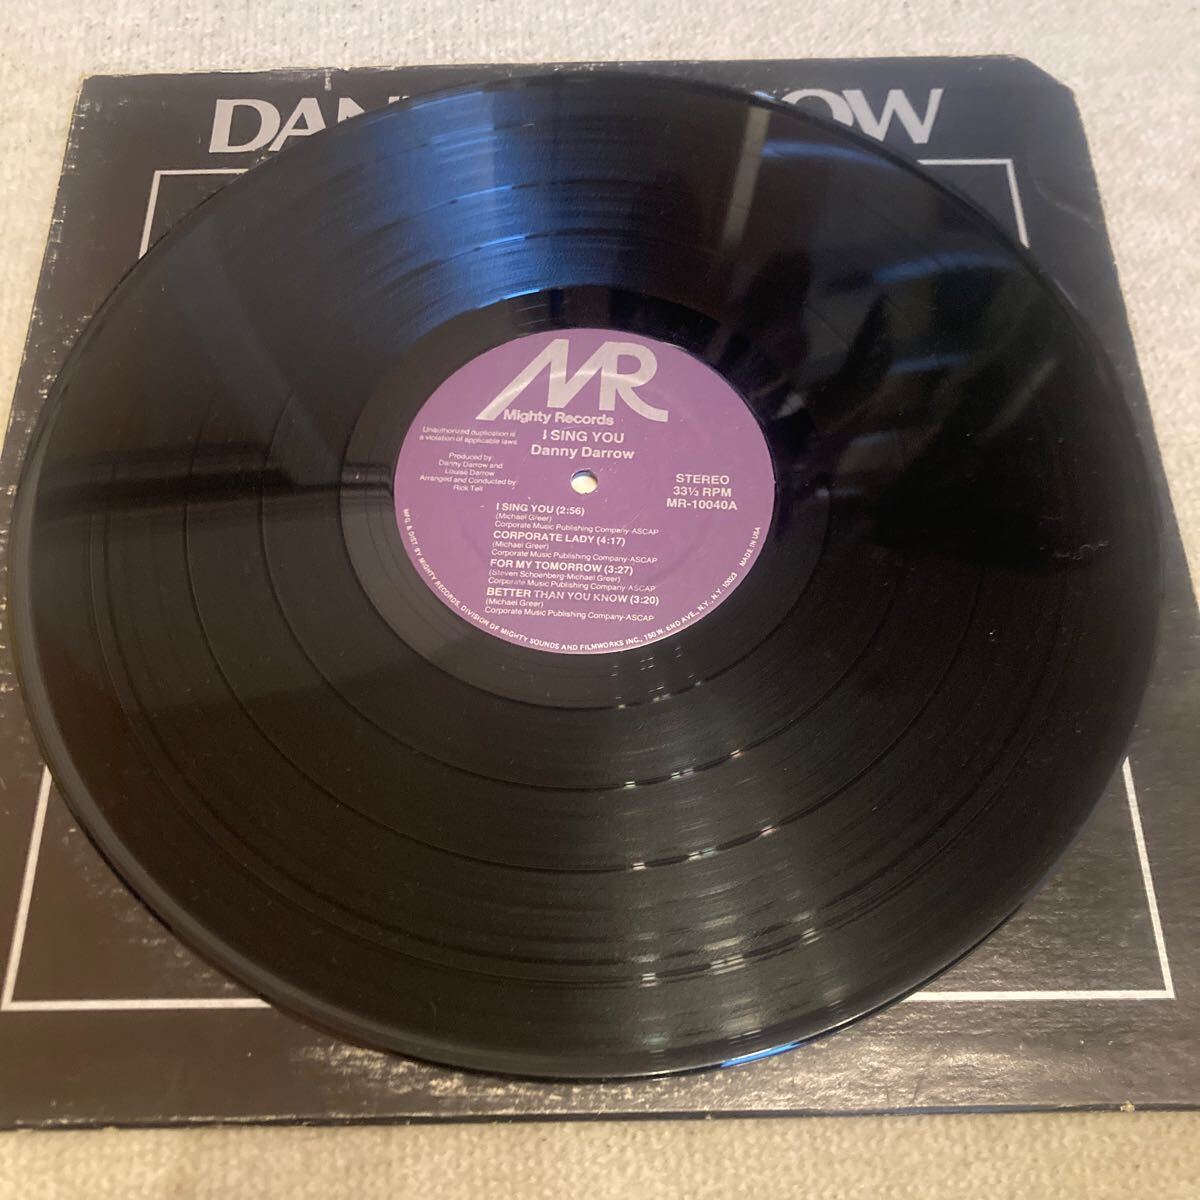 DAN OW
MR
Mighty Records
Unauthorized duplication is
a violation of applicable laws
I SING YOU
Danny Darrow
Produced by
Danny Darrow and
Louise Darrow
Arranged and Conducted by
Rick Tell
STEREO
33⅓ RPM
MR-10040A
I SING YOU (2:56)
(Michael Greer)
Corporate Music Publishing Company-ASCAP
CORPORATE LADY (4:17)
(Michael Greer)
Corporate Music Publishing Company-ASCAP
FOR MY TOMORROW (3:27)
(Steven Schoenberg-Michael Greer)
Corporate Music Publishing Company-ASCAP
BETTER THAN YOU KNOW (3:20)
(Michael Greer)
Corporate Music Publishing Company-ASCAP
MFG & DIST BY MIGHTY RECORDS, DIVISION OF MIGHTY SOUNDS AND FILMWORKS INC., 150 W. END AVE., N.Y., N.Y. 10023 MADE IN USA